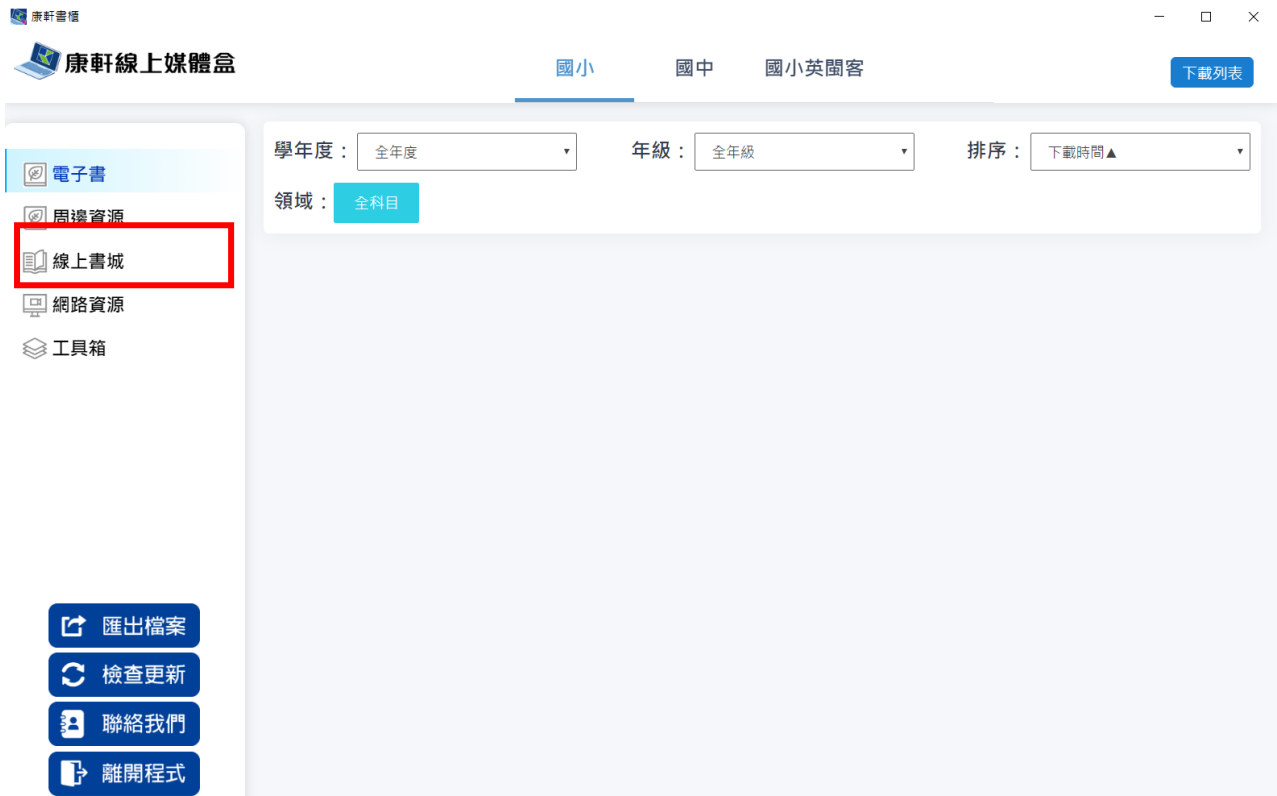 康軒書櫃
康軒線上媒體盒
國小 國中 國小英閩客
下載列表
電子書
周邊資源
線上書城
網路資源
工具箱
學年度： 全年度 年級： 全年級 排序： 下載時間▲
領域： 全科目
匯出檔案
檢查更新
聯絡我們
離開程式